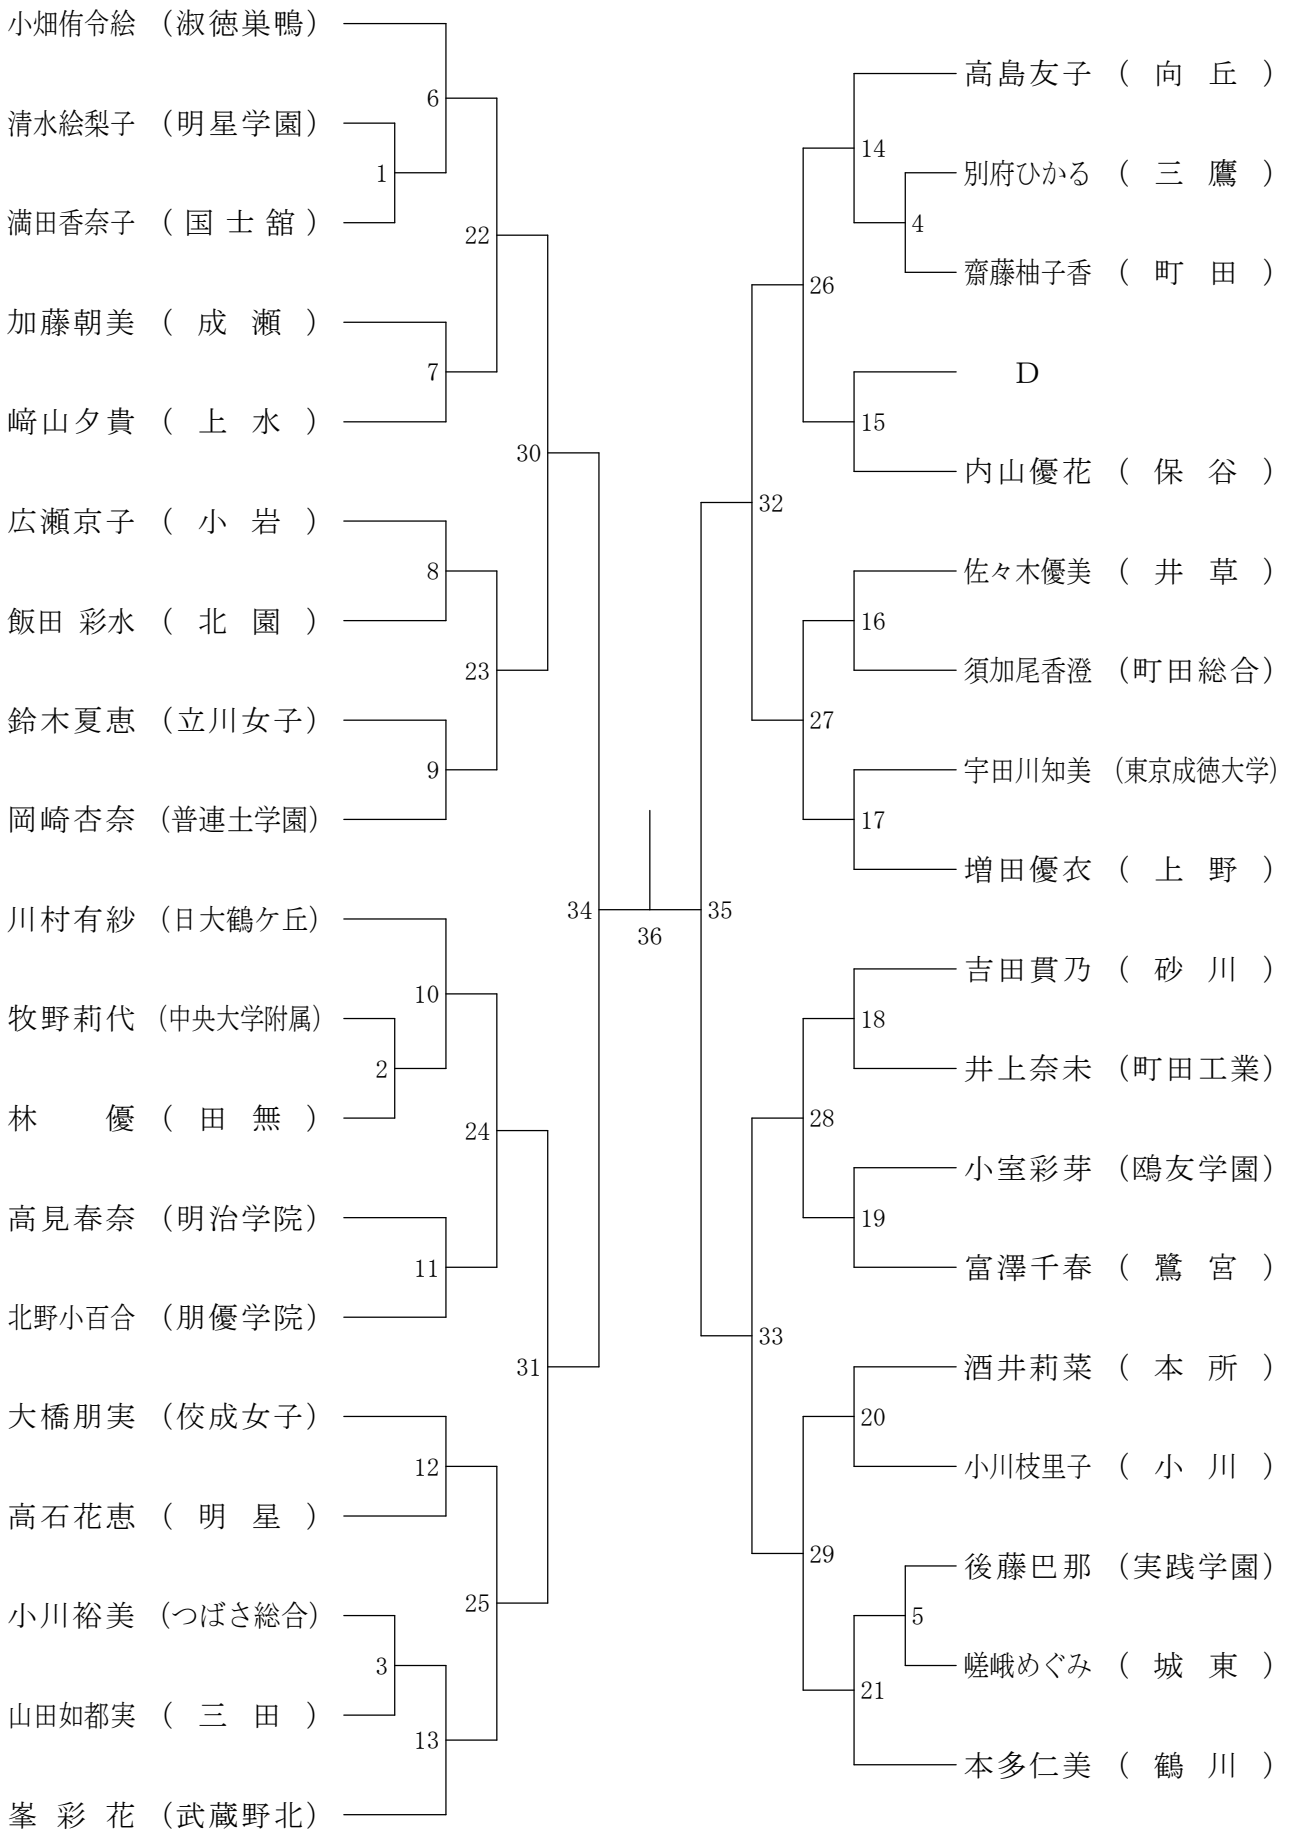 小畑侑令絵 （淑徳巣鴨）
6
清水絵梨子 （明星学園）
1
満田香奈子 （国士舘）
22
加藤朝美 （成瀬）
7
﨑山夕貴 （上水）
30
広瀬京子 （小岩）
8
飯田 彩水 （北園）
23
鈴木夏恵 （立川女子）
9
岡崎杏奈 （普連土学園）
34
川村有紗 （日大鶴ケ丘）
10
牧野莉代 （中央大学附属）
2
林 優 （田無）
24
高見春奈 （明治学院）
11
北野小百合 （朋優学院）
31
大橋朋実 （佼成女子）
12
高石花恵 （明星）
25
小川裕美 （つばさ総合）
3
山田如都実 （三田）
13
峯彩花 （武蔵野北）
36
高島友子 （向丘）
14
別府ひかる （三鷹）
4
齋藤柚子香 （町田）
26
D
15
内山優花 （保谷）
32
佐々木優美 （井草）
16
須加尾香澄 （町田総合）
27
宇田川知美 （東京成徳大学）
17
増田優衣 （上野）
35
吉田貫乃 （砂川）
18
井上奈未 （町田工業）
28
小室彩芽 （鴎友学園）
19
富澤千春 （鷺宮）
33
酒井莉菜 （本所）
20
小川枝里子 （小川）
29
後藤巴那 （実践学園）
5
嵯峨めぐみ （城東）
21
本多仁美 （鶴川）